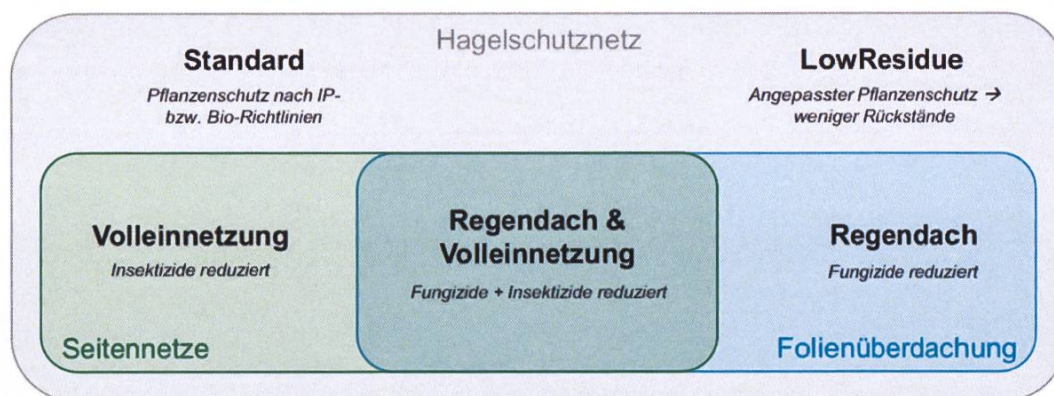 Hagelschutznetz
Standard
Pflanzenschutz nach IP-
bzw. Bio-Richtlinien
LowResidue
Angepasster Pflanzenschutz →
weniger Rückstände
Volleinnetzung
Insektizide reduziert
Regendach &
Volleinnetzung
Fungizide + Insektizide reduziert
Regendach
Fungizide reduziert
Seitennetze
Folienüberdachung